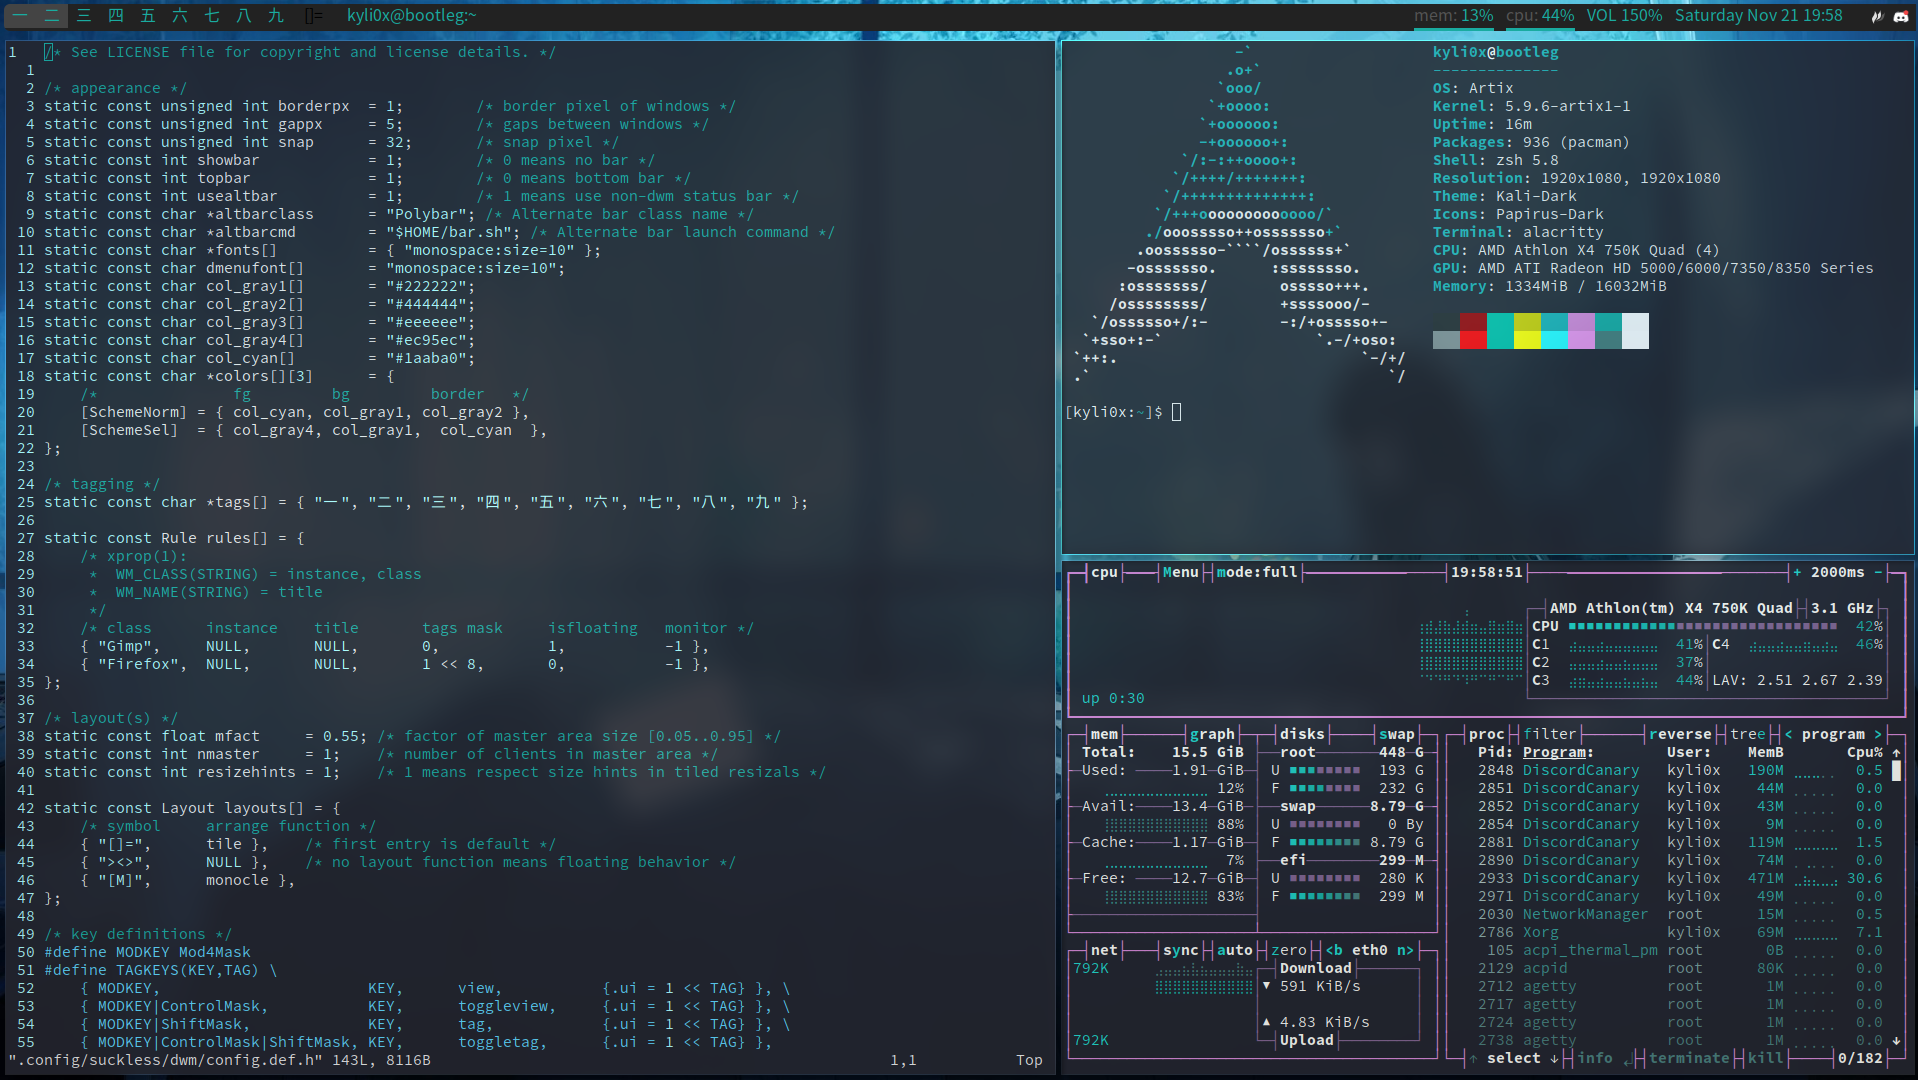 一 二 三 四 五 六 七 八 九 []= kyli0x@bootleg:~ mem: 13% cpu: 44% VOL 150% Saturday Nov 21 19:58
1 /* See LICENSE file for copyright and license details. */
1
2 /* appearance */
3 static const unsigned int borderpx = 1; /* border pixel of windows */
4 static const unsigned int gappx = 5; /* gaps between windows */
5 static const unsigned int snap = 32; /* snap pixel */
6 static const int showbar = 1; /* 0 means no bar */
7 static const int topbar = 1; /* 0 means bottom bar */
8 static const int usealtbar = 1; /* 1 means use non-dwm status bar */
9 static const char *altbarclass = "Polybar"; /* Alternate bar class name */
10 static const char *altbarcmd = "$HOME/bar.sh"; /* Alternate bar launch command */
11 static const char *fonts[] = { "monospace:size=10" };
12 static const char dmenufont[] = "monospace:size=10";
13 static const char col_gray1[] = "#222222";
14 static const char col_gray2[] = "#444444";
15 static const char col_gray3[] = "#eeeeee";
16 static const char col_gray4[] = "#ec95ec";
17 static const char col_cyan[] = "#1aaba0";
18 static const char *colors[][3] = {
19 /* fg bg border */
20 [SchemeNorm] = { col_cyan, col_gray1, col_gray2 },
21 [SchemeSel] = { col_gray4, col_gray1, col_cyan },
22 };
23
24 /* tagging */
25 static const char *tags[] = { "一", "二", "三", "四", "五", "六", "七", "八", "九" };
26
27 static const Rule rules[] = {
28 /* xprop(1):
29 * WM_CLASS(STRING) = instance, class
30 * WM_NAME(STRING) = title
31 */
32 /* class instance title tags mask isfloating monitor */
33 { "Gimp", NULL, NULL, 0, 1, -1 },
34 { "Firefox", NULL, NULL, 1 << 8, 0, -1 },
35 };
36
37 /* layout(s) */
38 static const float mfact = 0.55; /* factor of master area size [0.05..0.95] */
39 static const int nmaster = 1; /* number of clients in master area */
40 static const int resizehints = 1; /* 1 means respect size hints in tiled resizals */
41
42 static const Layout layouts[] = {
43 /* symbol arrange function */
44 { "[]=", tile }, /* first entry is default */
45 { "><>", NULL }, /* no layout function means floating behavior */
46 { "[M]", monocle },
47 };
48
49 /* key definitions */
50 #define MODKEY Mod4Mask
51 #define TAGKEYS(KEY,TAG) \
52 { MODKEY, KEY, view, {.ui = 1 << TAG} }, \
53 { MODKEY|ControlMask, KEY, toggleview, {.ui = 1 << TAG} }, \
54 { MODKEY|ShiftMask, KEY, tag, {.ui = 1 << TAG} }, \
55 { MODKEY|ControlMask|ShiftMask, KEY, toggletag, {.ui = 1 << TAG} },
".config/suckless/dwm/config.def.h" 143L, 8116B 1,1 Top
-`
.o+`
`ooo/
`+oooo:
`+oooooo:
-+oooooo+:
`/:-:++oooo+:
`/++++/+++++++:
`/++++++++++++++:
`/+++ooooooooooooo/`
./ooosssso++osssssso+`
.oossssso-````/ossssss+`
-osssssso. :ssssssso.
:osssssss/ osssso+++.
/ossssssss/ +ssssooo/-
`/ossssso+/:- -:/+osssso+-
`+sso+:-` `.-/+oso:
`++:. `-/+/
.` `/
kyli0x@bootleg
--------------
OS: Artix
Kernel: 5.9.6-artix1-1
Uptime: 16m
Packages: 936 (pacman)
Shell: zsh 5.8
Resolution: 1920x1080, 1920x1080
Theme: Kali-Dark
Icons: Papirus-Dark
Terminal: alacritty
CPU: AMD Athlon X4 750K Quad (4)
GPU: AMD ATI Radeon HD 5000/6000/7350/8350 Series
Memory: 1334MiB / 16032MiB
[kyli0x:~]$
cpu Menu mode:full 19:58:51 + 2000ms -
AMD Athlon(tm) X4 750K Quad 3.1 GHz
CPU 42%
C1 41% C4 46%
C2 37%
C3 44% LAV: 2.51 2.67 2.39
up 0:30
mem graph disks swap
Total: 15.5 GiB root 448 G
Used: 1.91 GiB U 193 G
12% F 232 G
Avail: 13.4 GiB swap 8.79 G
88% U 0 By
Cache: 1.17 GiB F 8.79 G
7% efi 299 M
Free: 12.7 GiB U 280 K
83% F 299 M
net sync auto zero <b eth0 n>
792K Download
▼ 591 KiB/s
▲ 4.83 KiB/s
792K Upload
proc filter reverse tree < program >
Pid: Program: User: MemB Cpu% ↑
2848 DiscordCanary kyli0x 190M 0.5
2851 DiscordCanary kyli0x 44M 0.0
2852 DiscordCanary kyli0x 43M 0.0
2854 DiscordCanary kyli0x 9M 0.0
2881 DiscordCanary kyli0x 119M 1.5
2890 DiscordCanary kyli0x 74M 0.0
2933 DiscordCanary kyli0x 471M 30.6
2971 DiscordCanary kyli0x 49M 0.0
2030 NetworkManager root 15M 0.5
2786 Xorg kyli0x 69M 7.1
105 acpi_thermal_pm root 0B 0.0
2129 acpid root 80K 0.0
2712 agetty root 1M 0.0
2717 agetty root 1M 0.0
2724 agetty root 1M 0.0
2738 agetty root 1M 0.0 ↓
↑ select ↓ info ↲ terminate kill 0/182